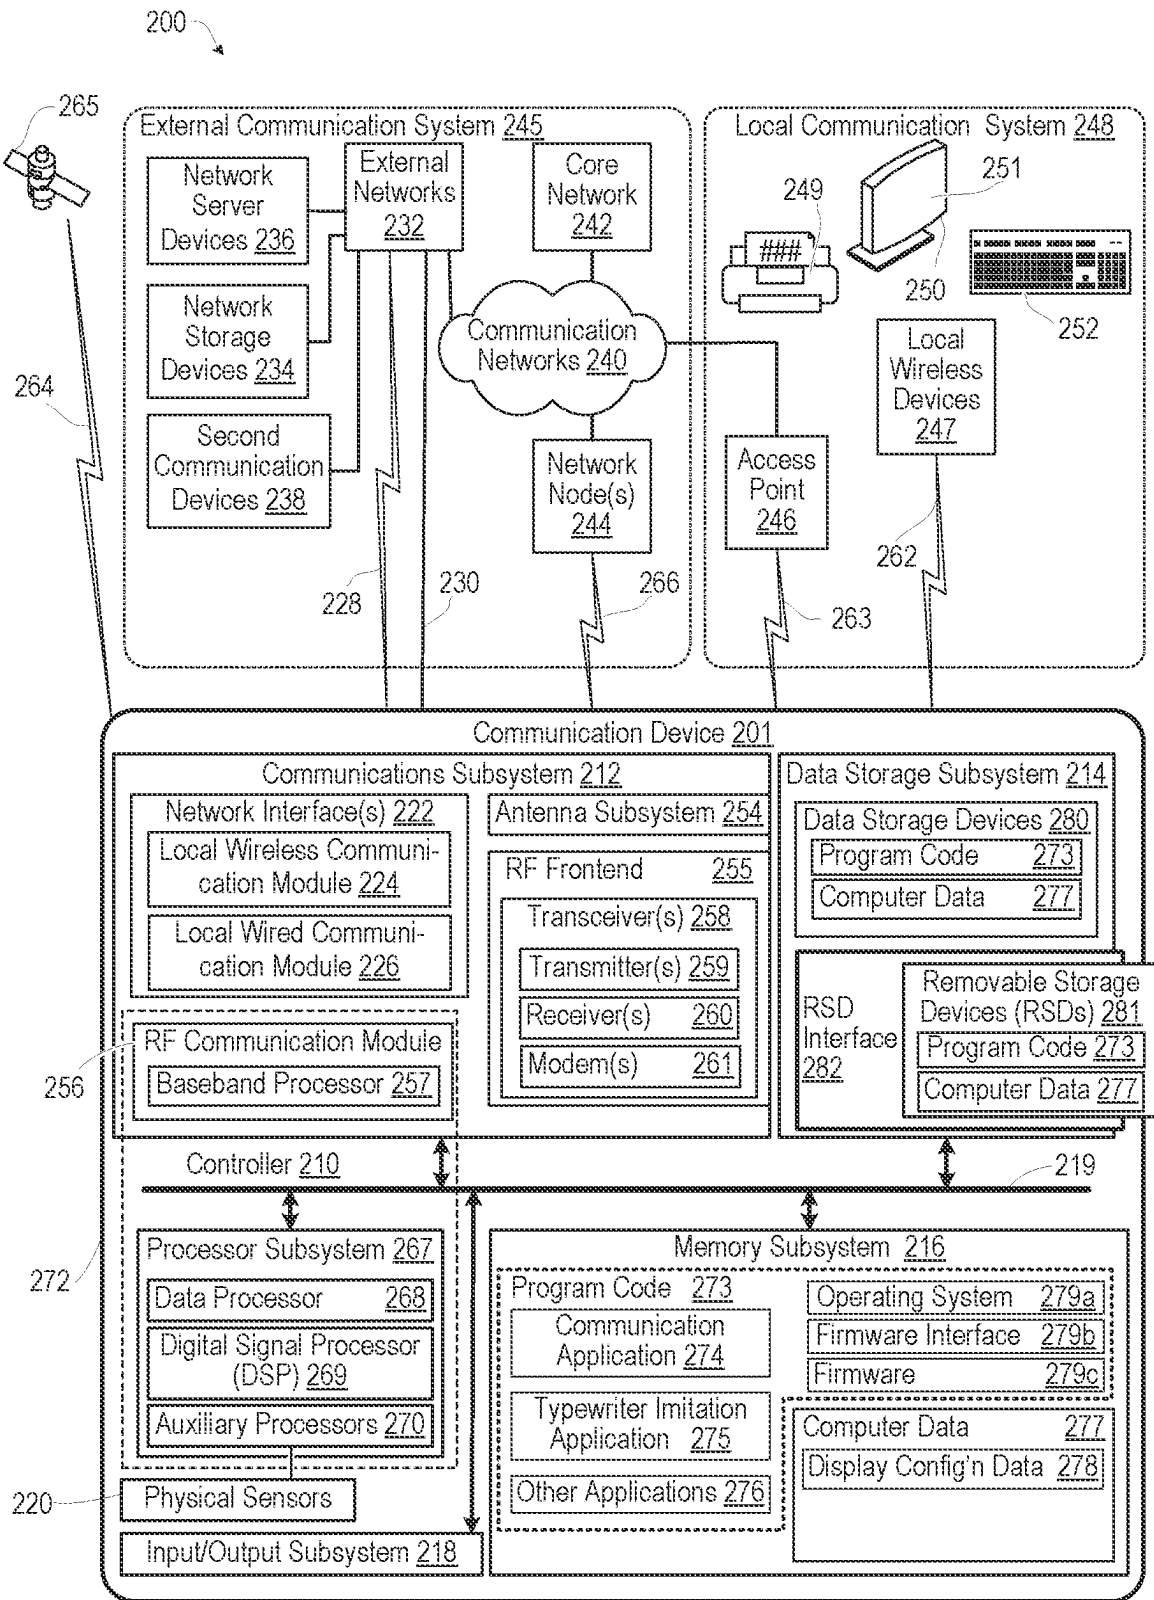 200
265
External Communication System 245
Network
Server
Devices 236
External
Networks
232
Core
Network
242
Network
Storage
Devices 234
Communication
Networks 240
Second
Communication
Devices 238
Network
Node(s)
244
264
228
230
266
Local Communication System 248
249
###
251
250
252
Local
Wireless
Devices
247
Access
Point
246
262
263
Communication Device 201
Communications Subsystem 212
Network Interface(s) 222
Local Wireless Communi-
cation Module 224
Local Wired Communi-
cation Module 226
Antenna Subsystem 254
RF Frontend 255
Transceiver(s) 258
Transmitter(s) 259
Receiver(s) 260
Modem(s) 261
256
RF Communication Module
Baseband Processor 257
Data Storage Subsystem 214
Data Storage Devices 280
Program Code 273
Computer Data 277
RSD
Interface
282
Removable Storage
Devices (RSDs) 281
Program Code 273
Computer Data 277
Controller 210
219
272
Processor Subsystem 267
Data Processor 268
Digital Signal Processor
(DSP) 269
Auxiliary Processors 270
220
Physical Sensors
Input/Output Subsystem 218
Memory Subsystem 216
Program Code 273
Communication
Application 274
Typewriter Imitation
Application 275
Other Applications 276
Operating System 279a
Firmware Interface 279b
Firmware 279c
Computer Data 277
Display Config'n Data 278